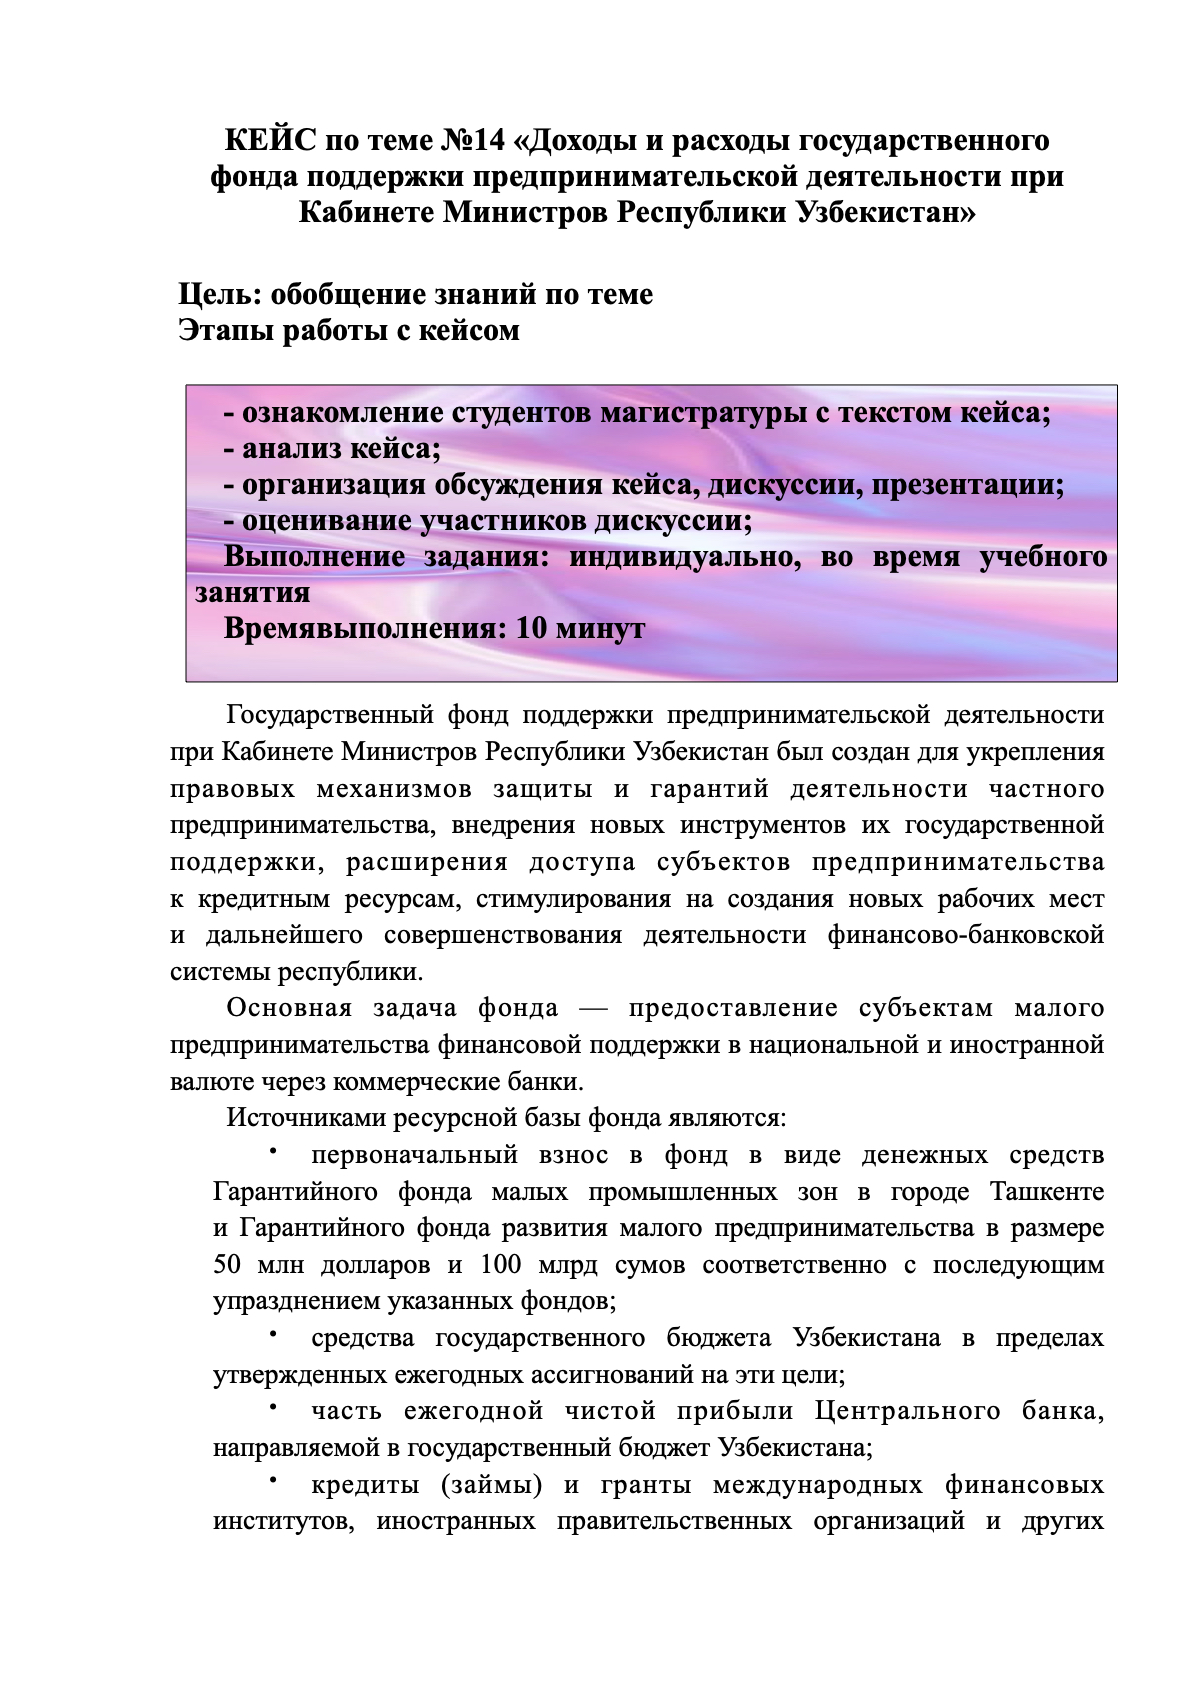 КЕЙС по теме №14 «Доходы и расходы государственного
фонда поддержки предпринимательской деятельности при
Кабинете Министров Республики Узбекистан»
Цель: обобщение знаний по теме
Этапы работы с кейсом
- ознакомление студентов магистратуры с текстом кейса;
- анализ кейса;
- организация обсуждения кейса, дискуссии, презентации;
- оценивание участников дискуссии;
Выполнение задания: индивидуально, во время учебного
занятия
Времявыполнения: 10 минут
Государственный фонд поддержки предпринимательской деятельности
при Кабинете Министров Республики Узбекистан был создан для укрепления
правовых механизмов защиты и гарантий деятельности частного
предпринимательства, внедрения новых инструментов их государственной
поддержки, расширения доступа субъектов предпринимательства
к кредитным ресурсам, стимулирования на создания новых рабочих мест
и дальнейшего совершенствования деятельности финансово-банковской
системы республики.
Основная задача фонда — предоставление субъектам малого
предпринимательства финансовой поддержки в национальной и иностранной
валюте через коммерческие банки.
Источниками ресурсной базы фонда являются:
• первоначальный взнос в фонд в виде денежных средств
Гарантийного фонда малых промышленных зон в городе Ташкенте
и Гарантийного фонда развития малого предпринимательства в размере
50 млн долларов и 100 млрд сумов соответственно с последующим
упразднением указанных фондов;
• средства государственного бюджета Узбекистана в пределах
утвержденных ежегодных ассигнований на эти цели;
• часть ежегодной чистой прибыли Центрального банка,
направляемой в государственный бюджет Узбекистана;
• кредиты (займы) и гранты международных финансовых
институтов, иностранных правительственных организаций и других